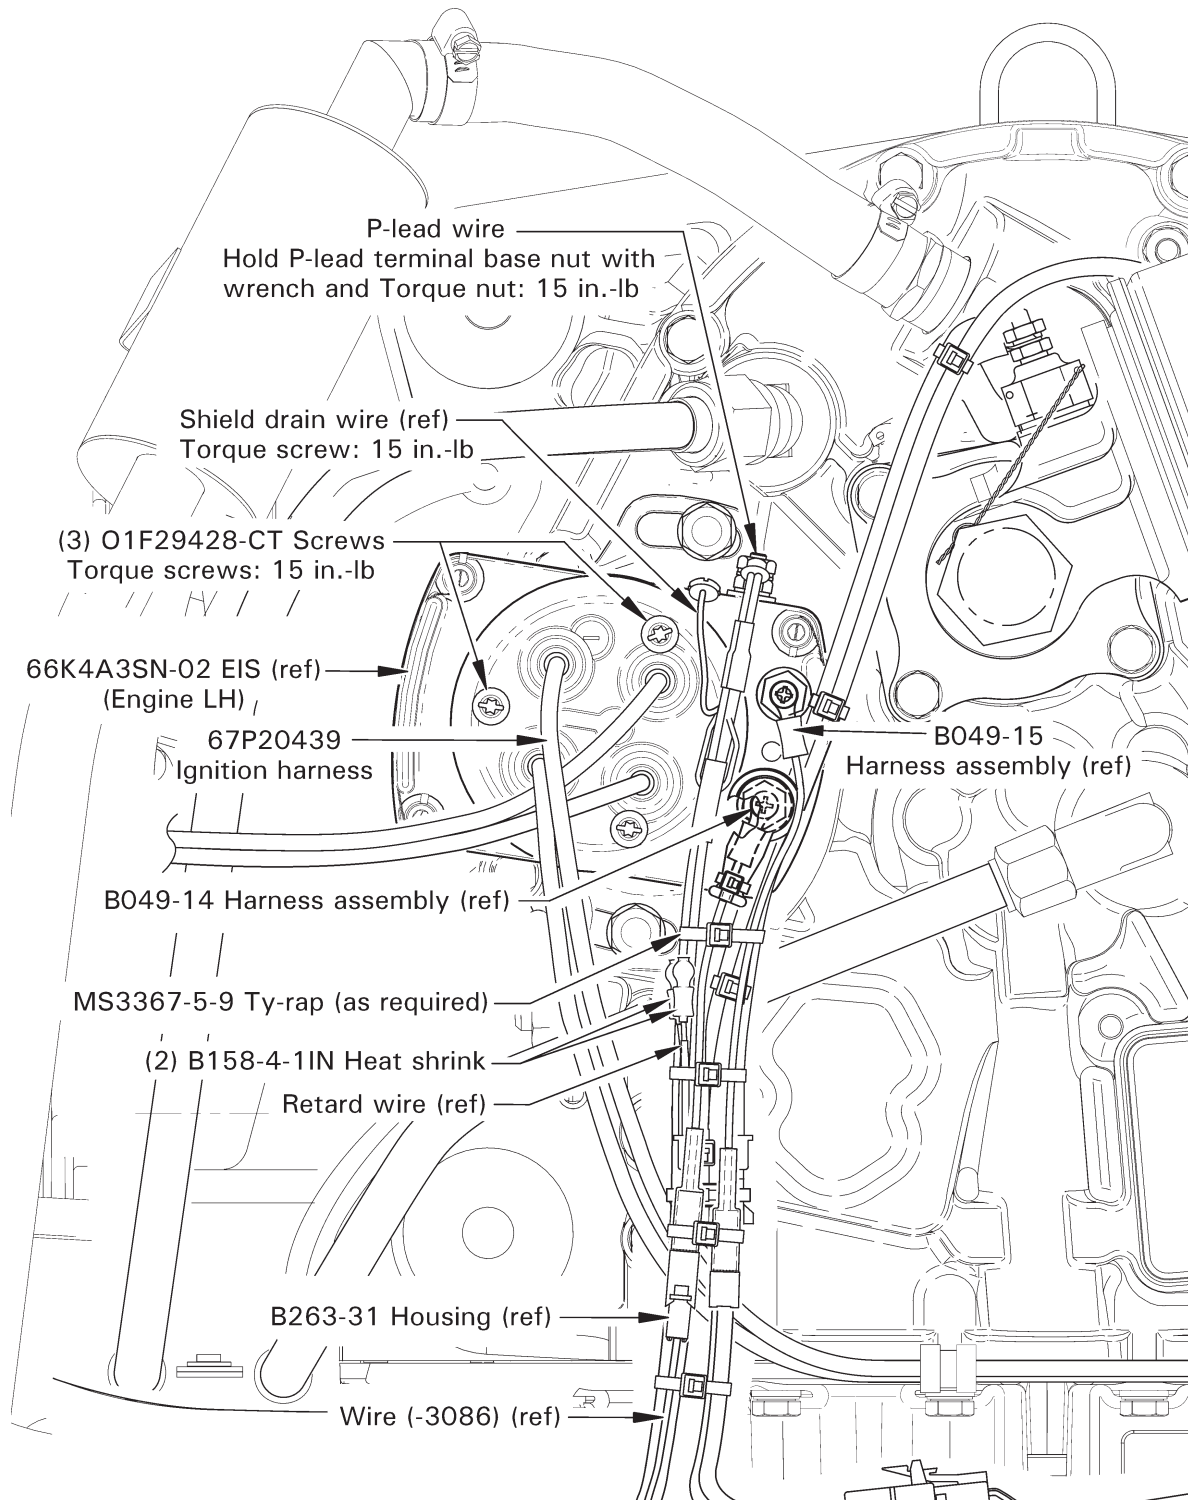 P-lead wire
Hold P-lead terminal base nut with
wrench and Torque nut: 15 in.-lb
Shield drain wire (ref)
Torque screw: 15 in.-lb
(3) O1F29428-CT Screws
Torque screws: 15 in.-lb
66K4A3SN-02 EIS (ref)
(Engine LH)
67P20439
Ignition harness
B049-15
Harness assembly (ref)
B049-14 Harness assembly (ref)
MS3367-5-9 Ty-rap (as required)
(2) B158-4-1IN Heat shrink
Retard wire (ref)
B263-31 Housing (ref)
Wire (-3086) (ref)